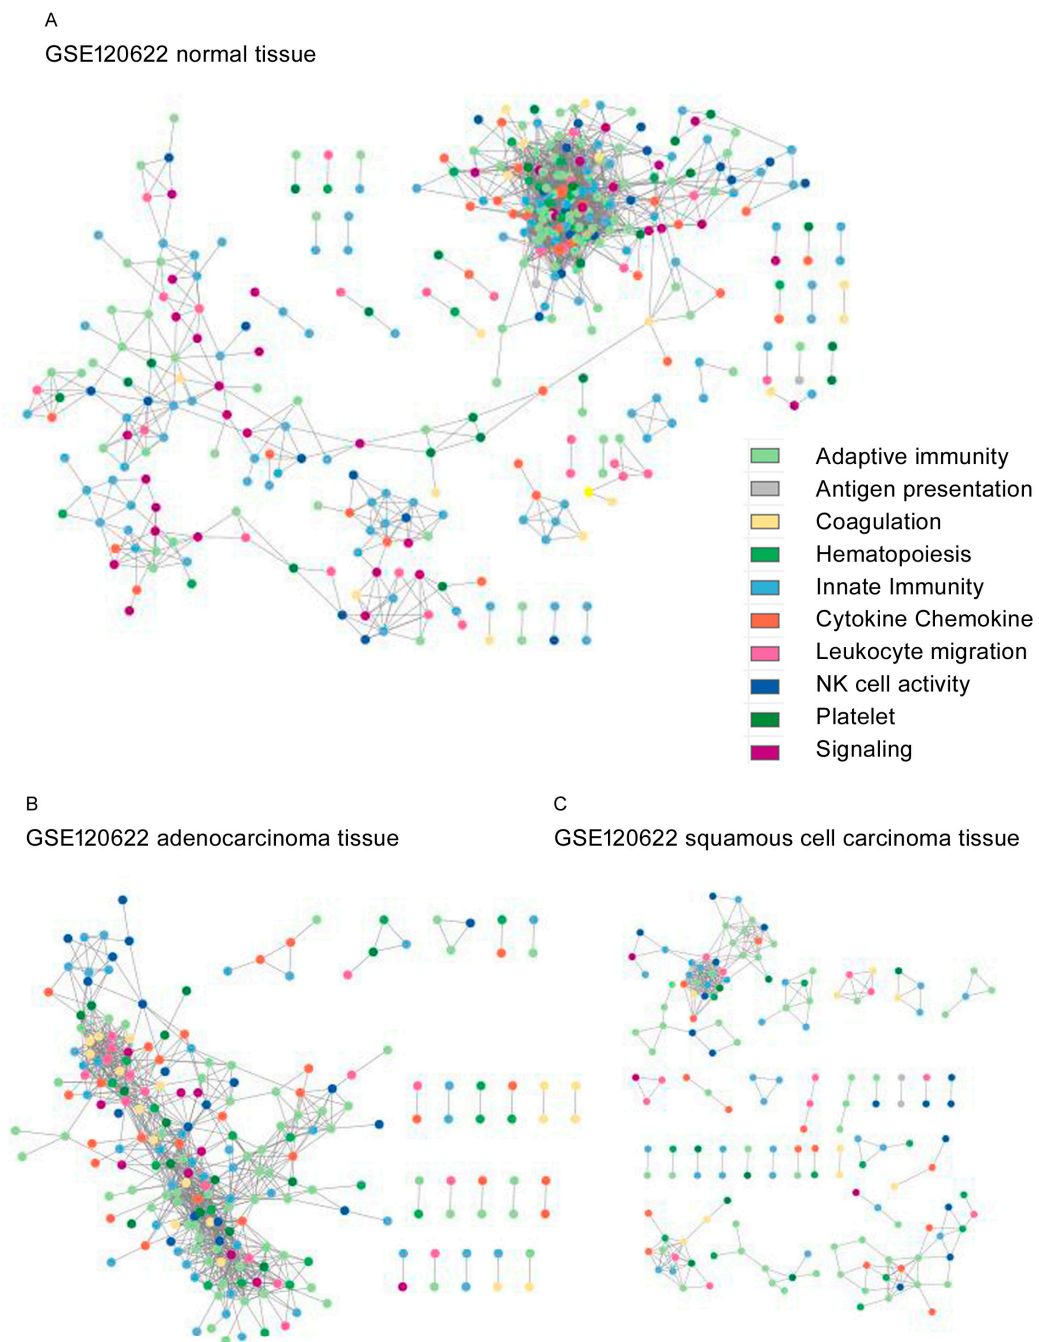 A
GSE120622 normal tissue
Adaptive immunity
Antigen presentation
Coagulation
Hematopoiesis
Innate Immunity
Cytokine Chemokine
Leukocyte migration
NK cell activity
Platelet
Signaling
B
GSE120622 adenocarcinoma tissue
C
GSE120622 squamous cell carcinoma tissue